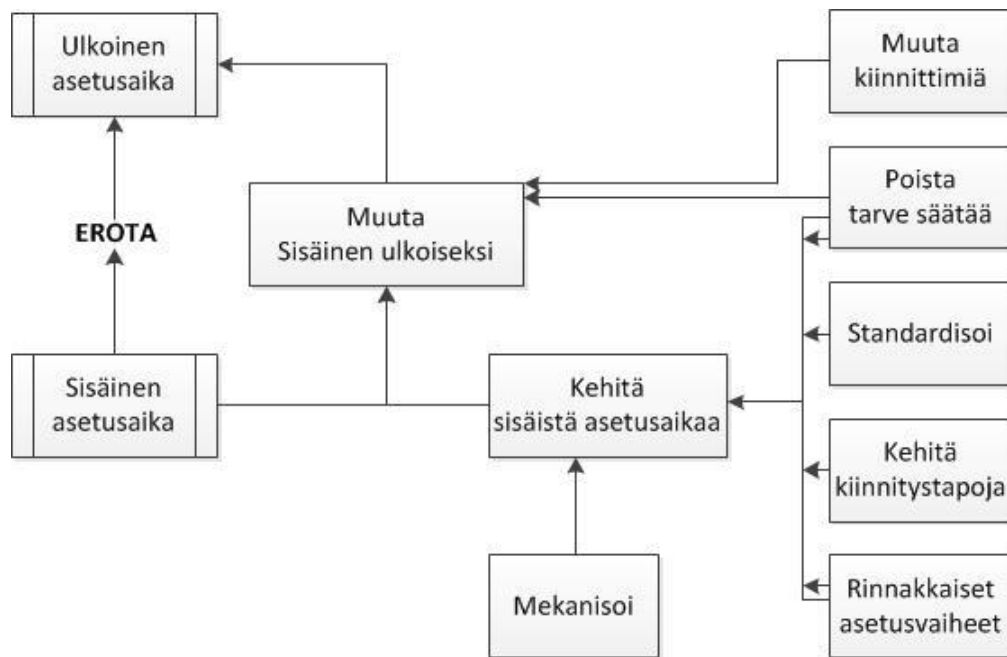 Ulkoinen
asetusaika
Muuta
kiinnittimiä
Poista
tarve säätää
Muuta
Sisäinen ulkoiseksi
EROTA
Standardisoi
Sisäinen
asetusaika
Kehitä
sisäistä asetusaikaa
Kehitä
kiinnitystapoja
Mekanisoi
Rinnakkaiset
asetusvaiheet